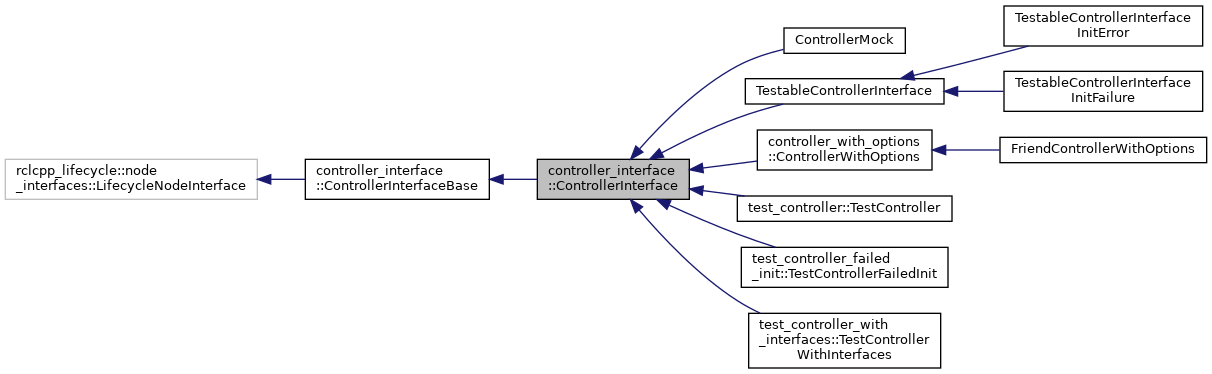 rclcpp_lifecycle::node
_interfaces::LifecycleNodeInterface
controller_interface
::ControllerInterfaceBase
controller_interface
::ControllerInterface
ControllerMock
TestableControllerInterface
TestableControllerInterface
InitError
TestableControllerInterface
InitFailure
controller_with_options
::ControllerWithOptions
FriendControllerWithOptions
test_controller::TestController
test_controller_failed
_init::TestControllerFailedInit
test_controller_with
_interfaces::TestController
WithInterfaces